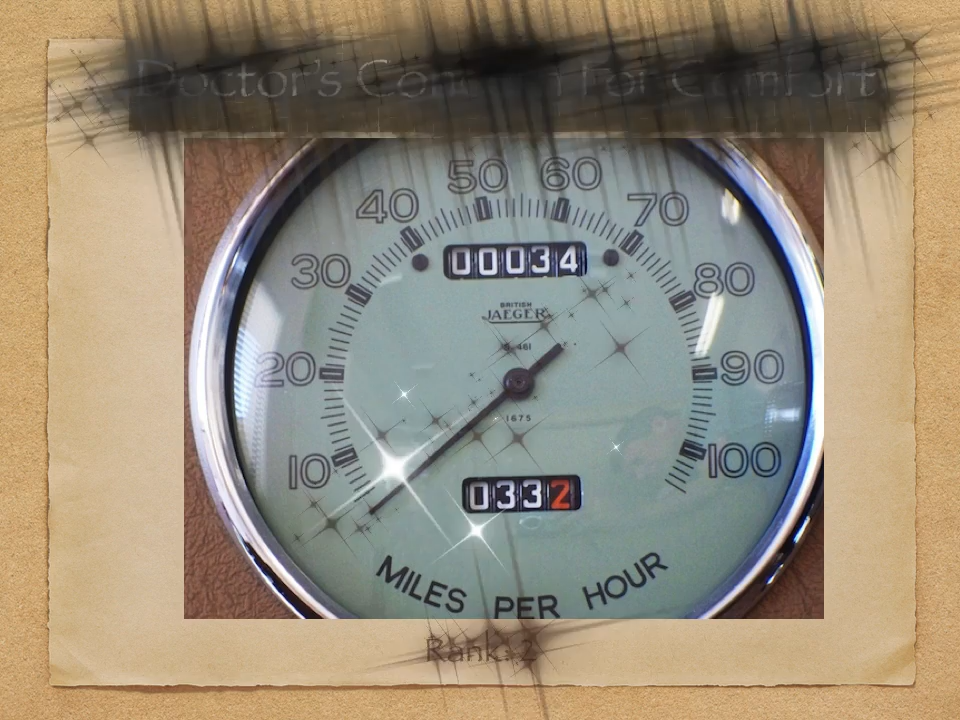 Doctor's For Comfort
50 60
40 70
00034
30 80
BRITISH
JAEGER
20 90
1675
10 100
0332
MILES PER HOUR
Rank: 2